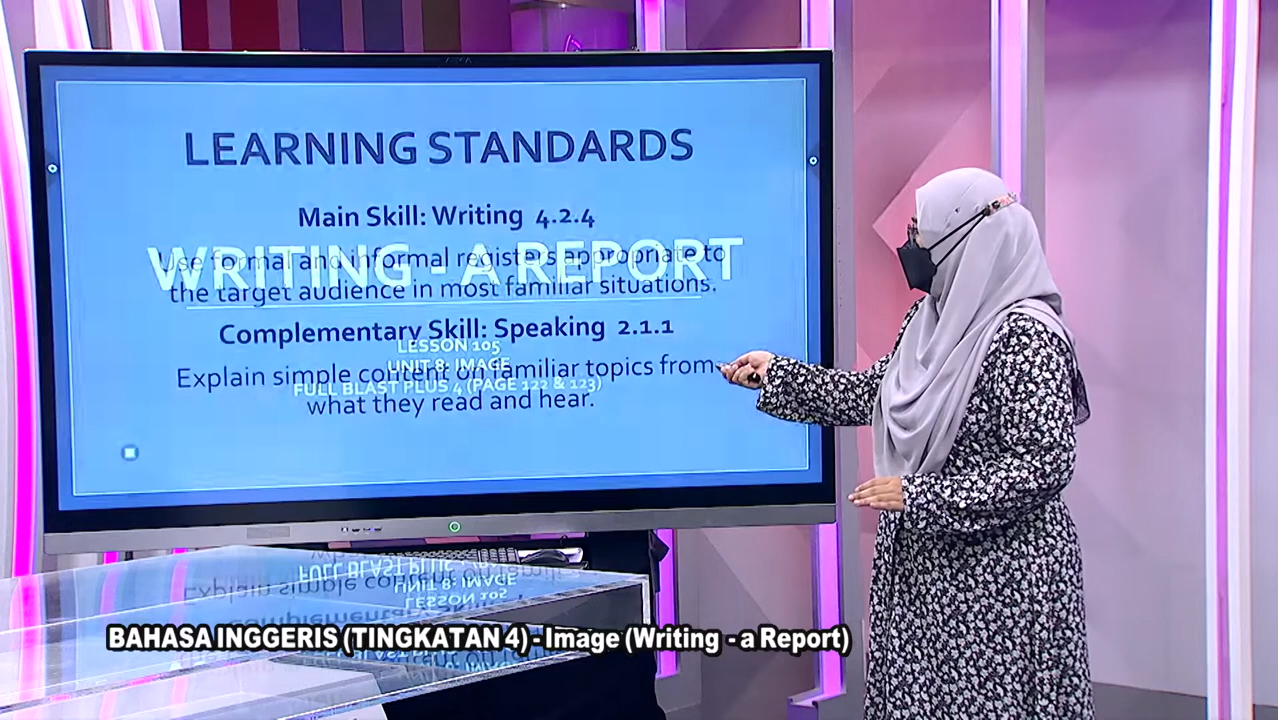 LEARNING STANDARDS
Main Skill: Writing 4.2.4
WRITING - A REPORT
Use formal and informal registers appropriate to
the target audience in most familiar situations.
Complementary Skill: Speaking 2.1.1
LESSON 105
UNIT 8: IMAGE
Explain simple content on familiar topics from
FULL BLAST PLUS 4 (PAGE 122 & 123)
what they read and hear.
BAHASA INGGERIS (TINGKATAN 4) - Image (Writing - a Report)